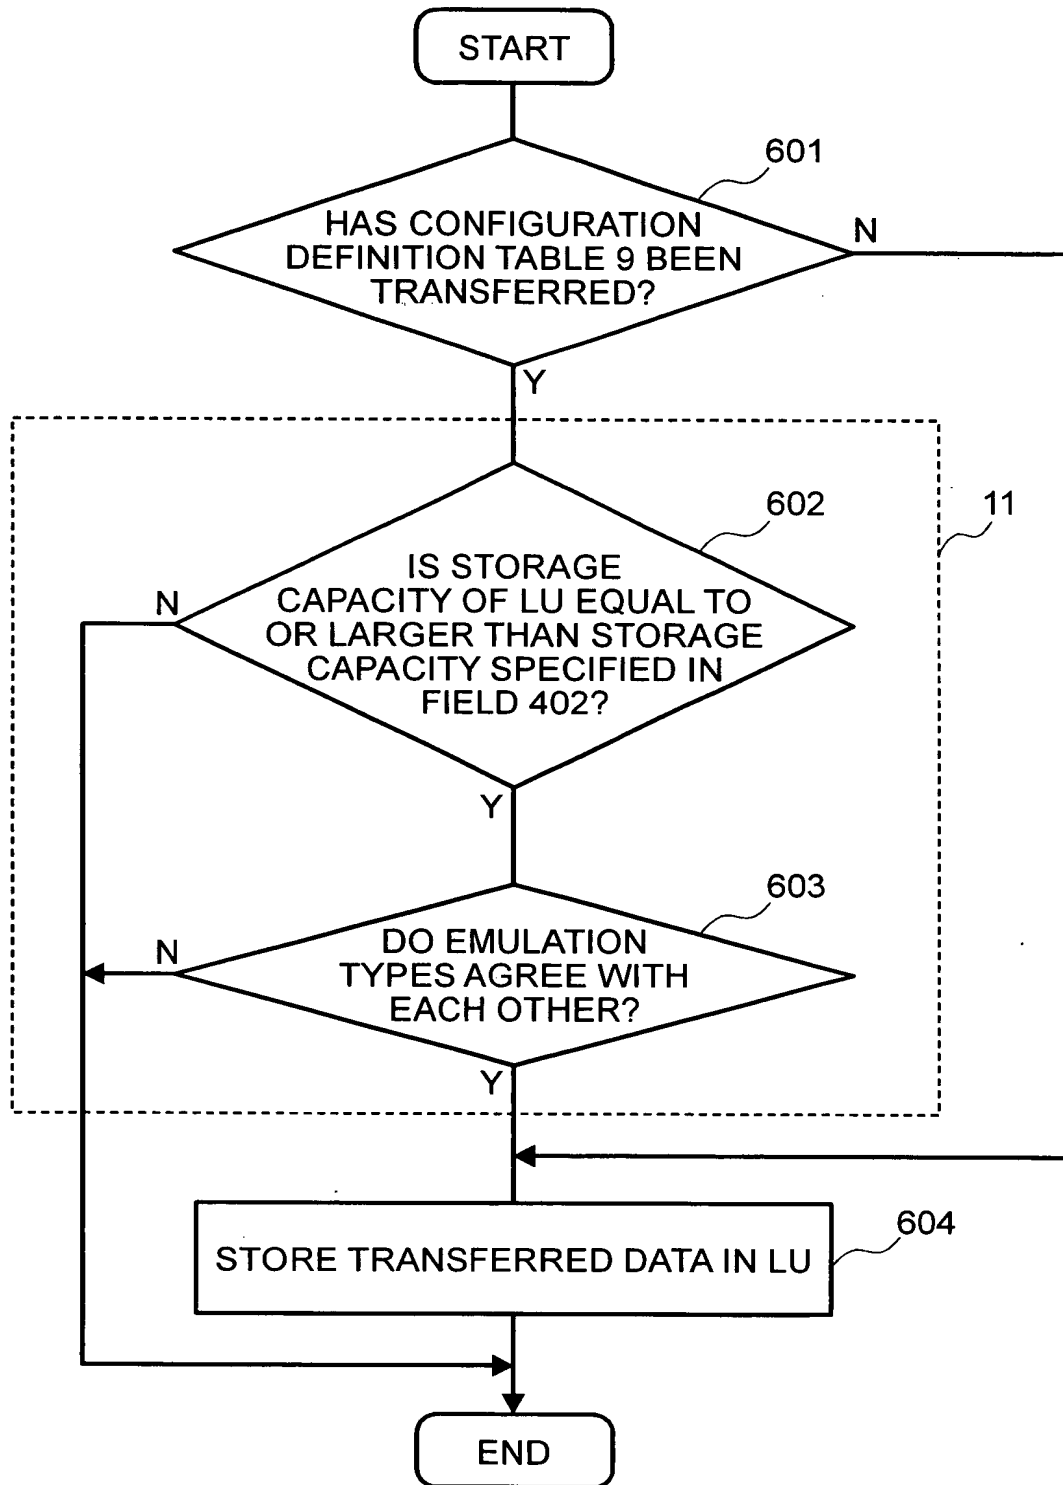 START
601
HAS CONFIGURATION
DEFINITION TABLE 9 BEEN
TRANSFERRED?
N
Y
602
11
IS STORAGE
CAPACITY OF LU EQUAL TO
OR LARGER THAN STORAGE
CAPACITY SPECIFIED IN
FIELD 402?
N
Y
603
DO EMULATION
TYPES AGREE WITH
EACH OTHER?
N
Y
604
STORE TRANSFERRED DATA IN LU
END